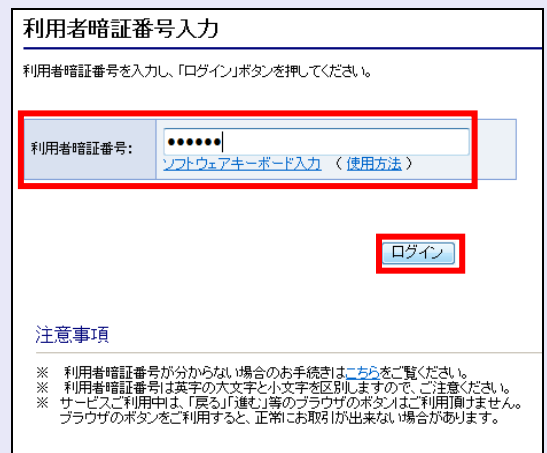 利用者暗証番号入力
利用者暗証番号を入力し、「ログイン」ボタンを押してください。
利用者暗証番号: ●●●●●●
ソフトウェアキーボード入力 （使用方法）
ログイン
注意事項
※ 利用者暗証番号が分からない場合のお手続きはこちらをご覧ください。
※ 利用者暗証番号は英字の大文字と小文字を区別しますので、ご注意ください。
※ サービスご利用中は、「戻る」「進む」等のブラウザのボタンはご利用頂けません。
ブラウザのボタンをご利用すると、正常にお取引が出来ない場合があります。